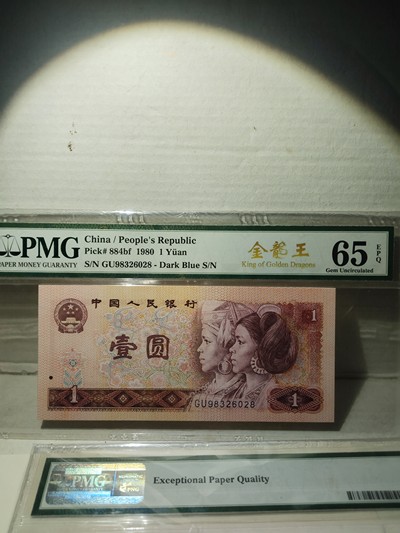 PMG
PAPER MONEY GUARANTY
China / People's Republic
Pick# 884bf 1980 1 Yüan
S/N GU98326028 - Dark Blue S/N
金龍王
King of Golden Dragons
65
EPQ
Gem Uncirculated
中国人民银行
1
壹圆
GU98326028
1
1
PMG
Exceptional Paper Quality